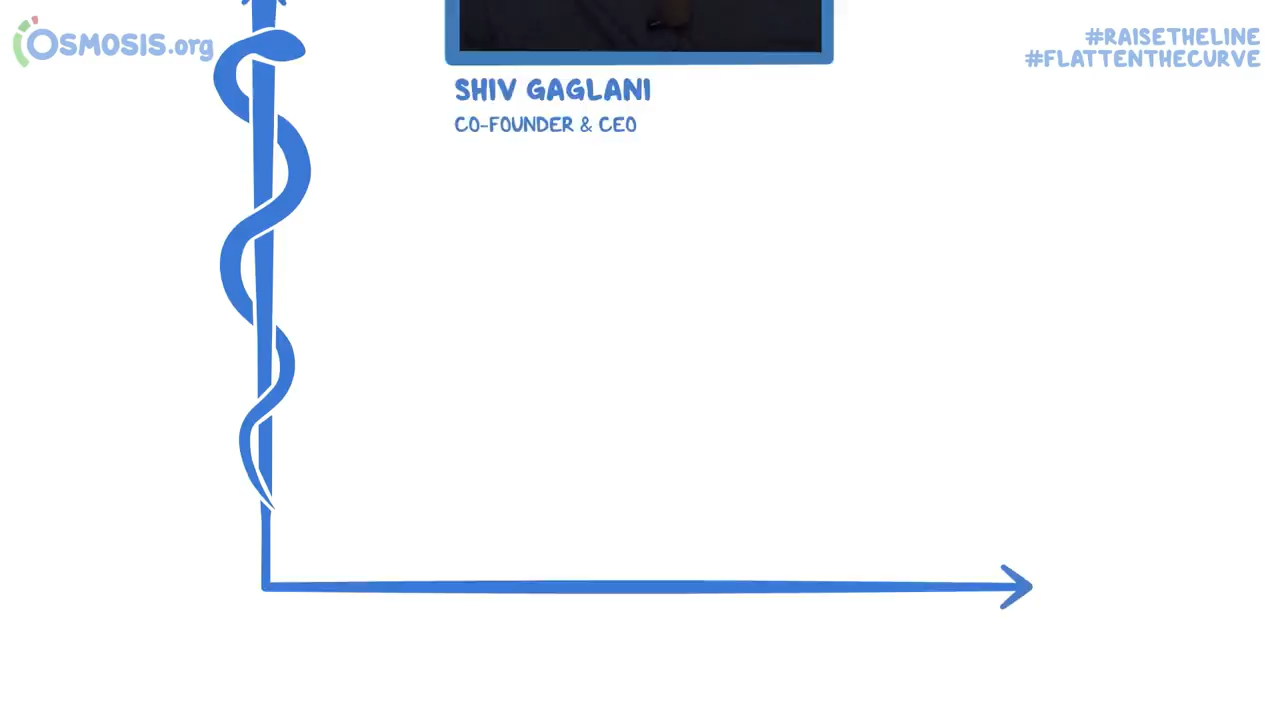 OSMOSIS.org
#RAISETHELINE
#FLATTENTHECURVE
SHIV GAGLANI
CO-FOUNDER & CEO